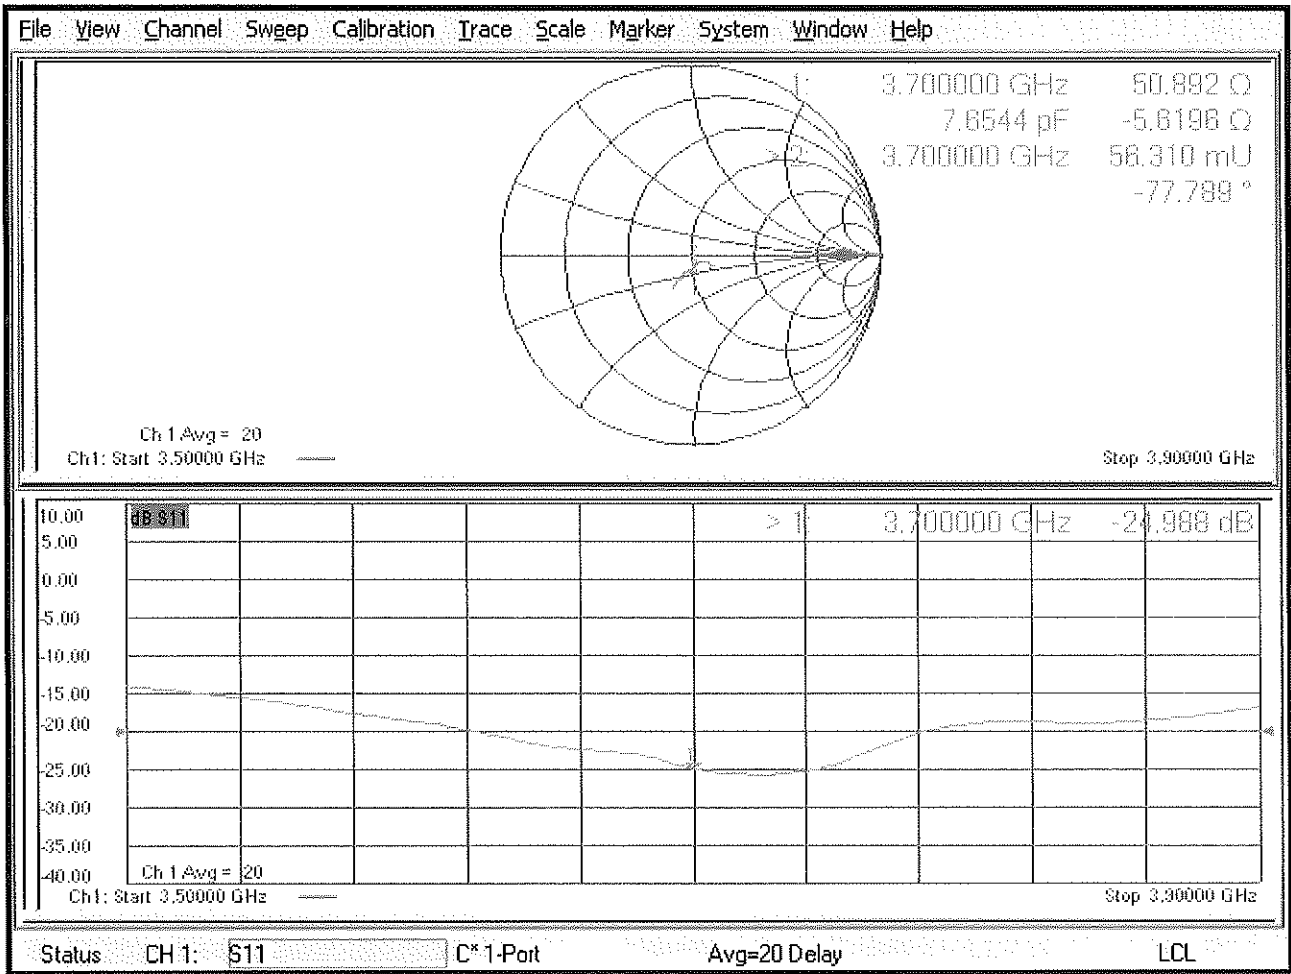 File View Channel Sweep Calibration Trace Scale Marker System Window Help
1: 3.700000 GHz 50.892 Ω
7.6544 pF -5.6196 Ω
> 2: 3.700000 GHz 56.310 mU
-77.789 °
Ch 1 Avg = 20
Ch1: Start 3.50000 GHz
Stop 3.90000 GHz
10.00
dB S11
> 1: 3.700000 GHz -24.988 dB
5.00
0.00
-5.00
-10.00
-15.00
-20.00
1
-25.00
-30.00
-35.00
-40.00
Ch 1 Avg = 20
Ch1: Start 3.50000 GHz
Stop 3.90000 GHz
Status CH 1: S11 C* 1-Port Avg=20 Delay LCL